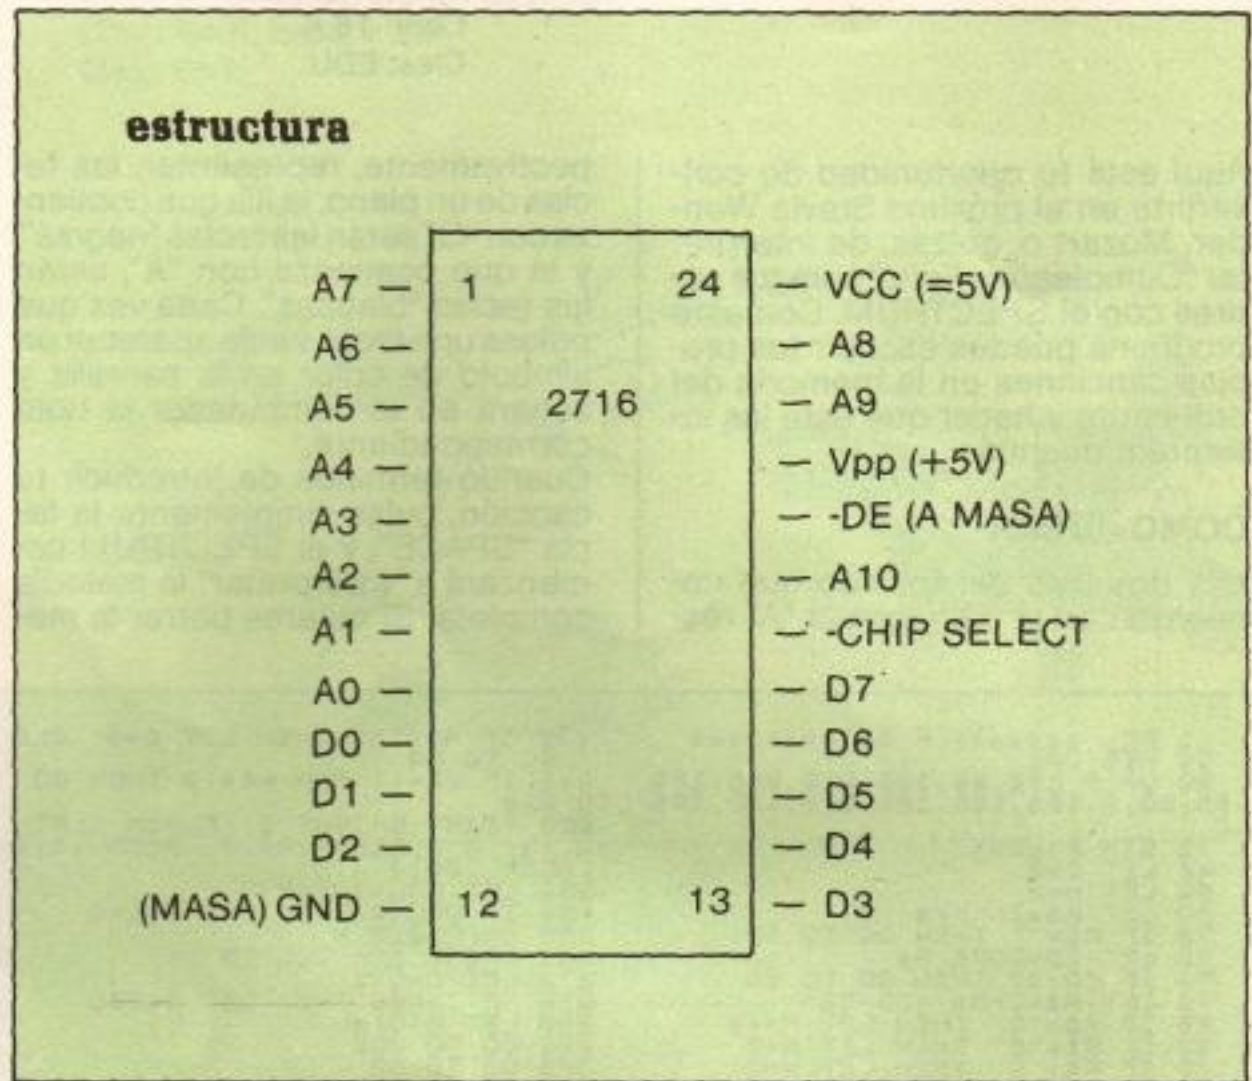 estructura
A7 — 1 24 — VCC (=5V)
A6 — — A8
A5 — 2716 — A9
A4 — — Vpp (+5V)
A3 — — -DE (A MASA)
A2 — — A10
A1 — — -CHIP SELECT
A0 — — D7
D0 — — D6
D1 — — D5
D2 — — D4
(MASA) GND — 12 13 — D3